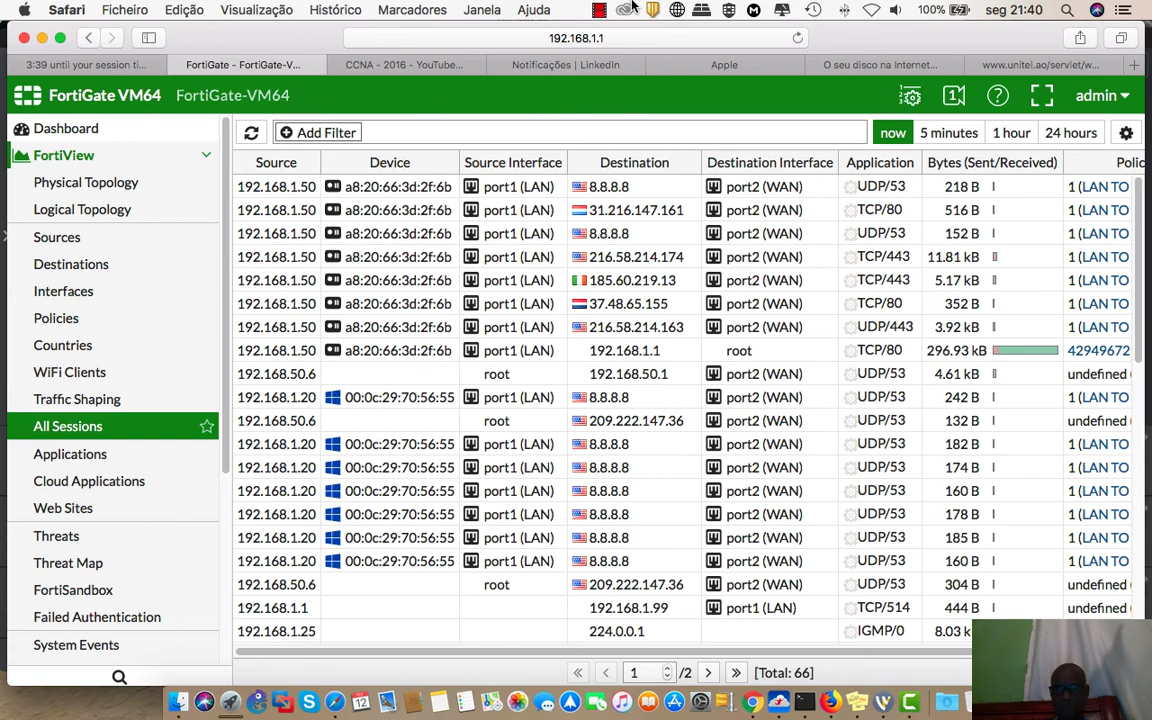 Safari Ficheiro Edição Visualização Histórico Marcadores Janela Ajuda 100% seg 21:40
192.168.1.1
3:39 until your session ti... FortiGate - FortiGate-V... CCNA - 2016 - YouTube... Notificações | LinkedIn Apple O seu disco na Internet... www.unitel.ao/servlet/w...
FortiGate VM64 FortiGate-VM64 1 admin
Dashboard
FortiView
Physical Topology
Logical Topology
Sources
Destinations
Interfaces
Policies
Countries
WiFi Clients
Traffic Shaping
All Sessions
Applications
Cloud Applications
Web Sites
Threats
Threat Map
FortiSandbox
Failed Authentication
System Events
Add Filter now 5 minutes 1 hour 24 hours
Source Device Source Interface Destination Destination Interface Application Bytes (Sent/Received) Polic
192.168.1.50 a8:20:66:3d:2f:6b port1 (LAN) 8.8.8.8 port2 (WAN) UDP/53 218 B 1 (LAN TO
192.168.1.50 a8:20:66:3d:2f:6b port1 (LAN) 31.216.147.161 port2 (WAN) TCP/80 516 B 1 (LAN TO
192.168.1.50 a8:20:66:3d:2f:6b port1 (LAN) 8.8.8.8 port2 (WAN) UDP/53 152 B 1 (LAN TO
192.168.1.50 a8:20:66:3d:2f:6b port1 (LAN) 216.58.214.174 port2 (WAN) TCP/443 11.81 kB 1 (LAN TO
192.168.1.50 a8:20:66:3d:2f:6b port1 (LAN) 185.60.219.13 port2 (WAN) TCP/443 5.17 kB 1 (LAN TO
192.168.1.50 a8:20:66:3d:2f:6b port1 (LAN) 37.48.65.155 port2 (WAN) TCP/80 352 B 1 (LAN TO
192.168.1.50 a8:20:66:3d:2f:6b port1 (LAN) 216.58.214.163 port2 (WAN) UDP/443 3.92 kB 1 (LAN TO
192.168.1.50 a8:20:66:3d:2f:6b port1 (LAN) 192.168.1.1 root TCP/80 296.93 kB 42949672
192.168.50.6 root 192.168.50.1 port2 (WAN) UDP/53 4.61 kB undefined (
192.168.1.20 00:0c:29:70:56:55 port1 (LAN) 8.8.8.8 port2 (WAN) UDP/53 242 B 1 (LAN TO
192.168.50.6 root 209.222.147.36 port2 (WAN) UDP/53 132 B undefined (
192.168.1.20 00:0c:29:70:56:55 port1 (LAN) 8.8.8.8 port2 (WAN) UDP/53 182 B 1 (LAN TO
192.168.1.20 00:0c:29:70:56:55 port1 (LAN) 8.8.8.8 port2 (WAN) UDP/53 174 B 1 (LAN TO
192.168.1.20 00:0c:29:70:56:55 port1 (LAN) 8.8.8.8 port2 (WAN) UDP/53 160 B 1 (LAN TO
192.168.1.20 00:0c:29:70:56:55 port1 (LAN) 8.8.8.8 port2 (WAN) UDP/53 178 B 1 (LAN TO
192.168.1.20 00:0c:29:70:56:55 port1 (LAN) 8.8.8.8 port2 (WAN) UDP/53 185 B 1 (LAN TO
192.168.1.20 00:0c:29:70:56:55 port1 (LAN) 8.8.8.8 port2 (WAN) UDP/53 160 B 1 (LAN TO
192.168.50.6 root 209.222.147.36 port2 (WAN) UDP/53 304 B undefined (
192.168.1.1 192.168.1.99 port1 (LAN) TCP/514 444 B undefined (
192.168.1.25 224.0.0.1 IGMP/0 8.03 k
1 /2 [Total: 66]